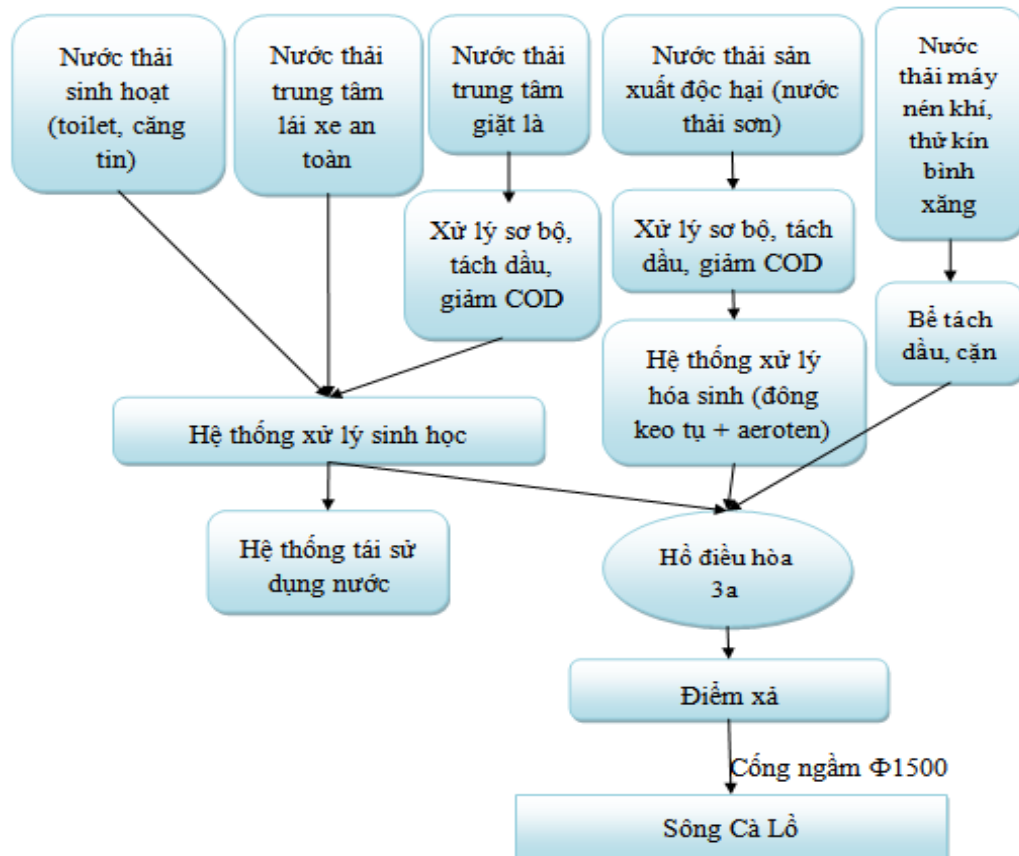 Nước thải
sinh hoạt
(toilet, căng
tin)
Nước thải
trung tâm
lái xe an
toàn
Nước thải
trung tâm
giặt là
Nước thải sản
xuất độc hại (nước
thải sơn)
Nước
thải máy
nén khí,
thử kín
bình
xăng
Xử lý sơ bộ,
tách dầu,
giảm COD
Xử lý sơ bộ, tách
dầu, giảm COD
Bể tách
dầu, cặn
Hệ thống xử lý sinh học
Hệ thống xử lý
hóa sinh (đông
keo tụ + aeroten)
Hệ thống tái sử
dụng nước
Hồ điều hòa
3a
Điểm xả
Cống ngầm Φ1500
Sông Cà Lồ